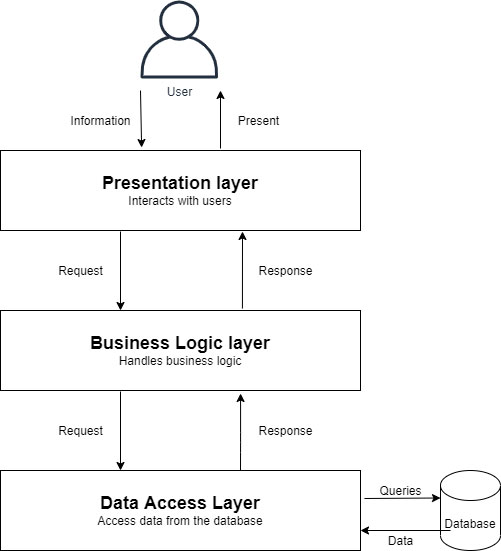 User
Information
Present
Presentation layer
Interacts with users
Request
Response
Business Logic layer
Handles business logic
Request
Response
Data Access Layer
Access data from the database
Queries
Database
Data